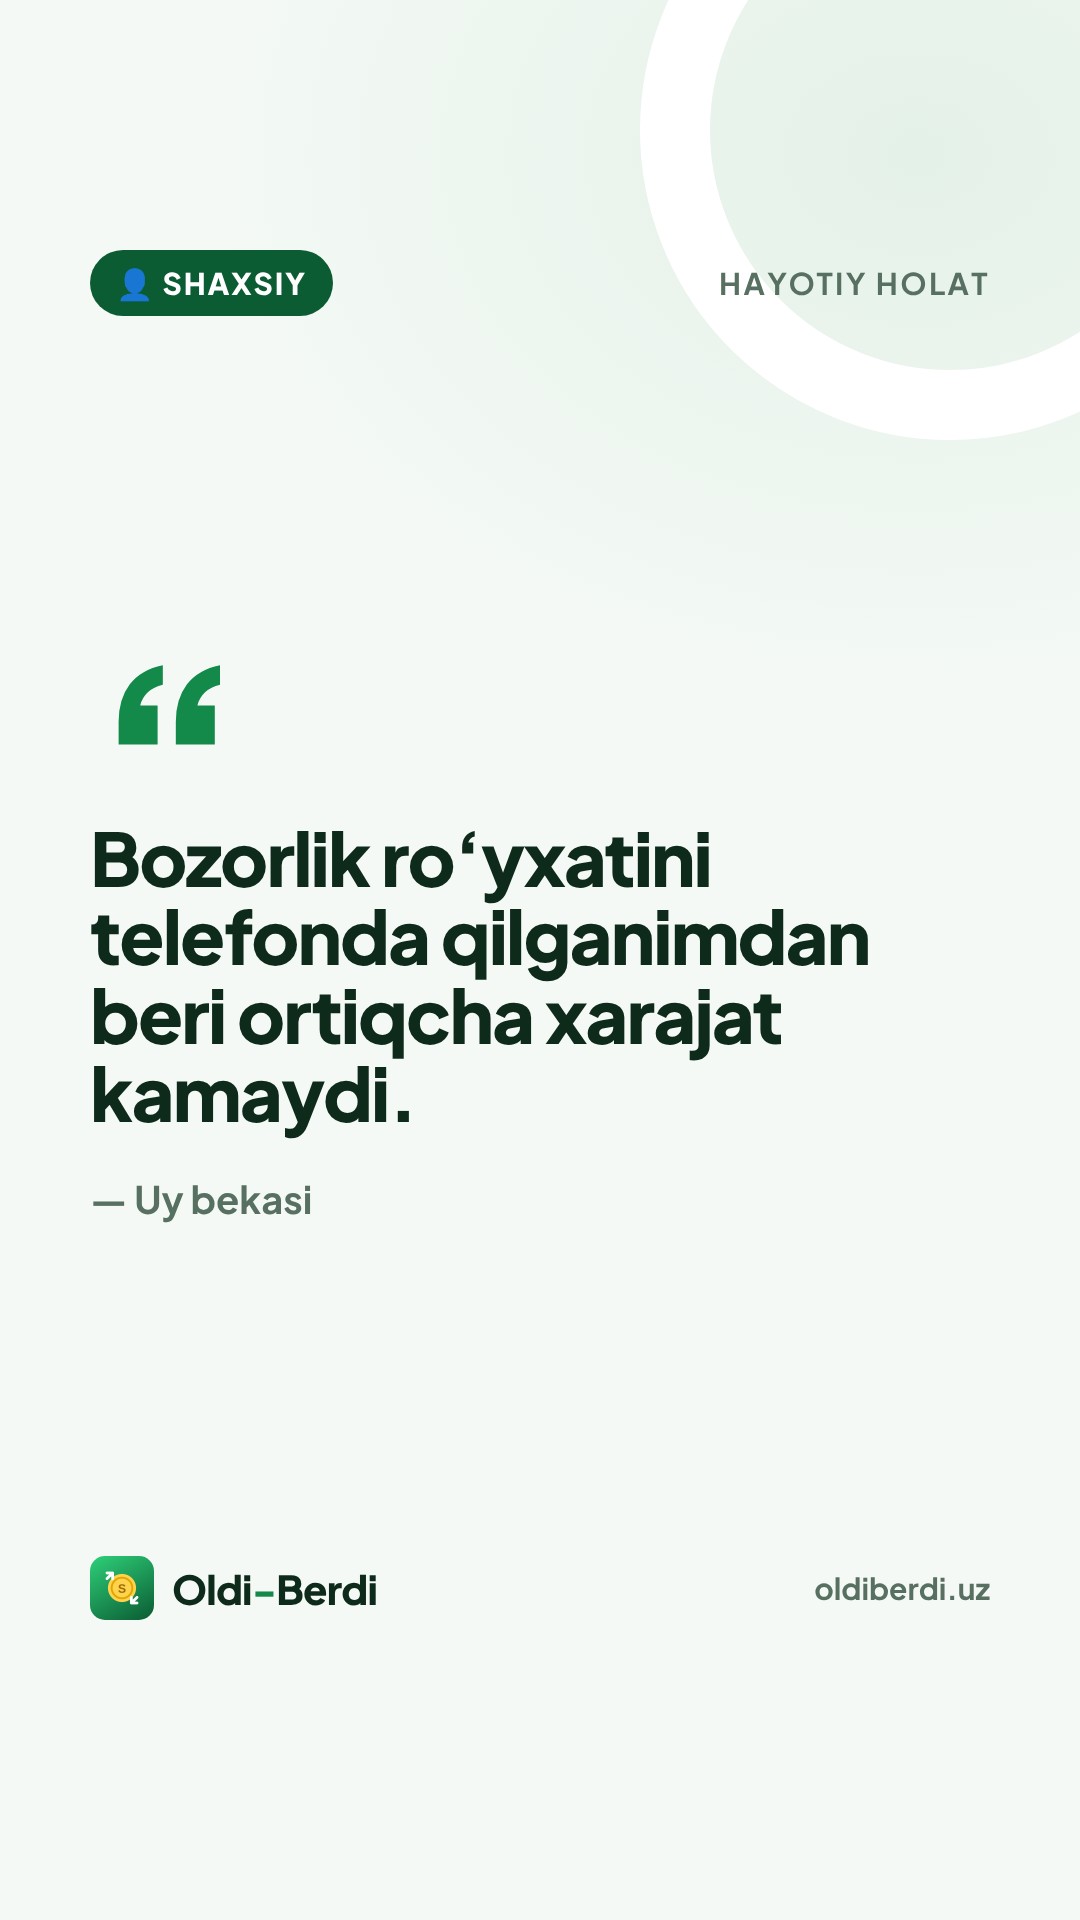 👤 SHAXSIY
HAYOTIY HOLAT
“
Bozorlik ro‘yxatini
telefonda qilganimdan
beri ortiqcha xarajat
kamaydi.
— Uy bekasi
S
Oldi-Berdi
oldiberdi.uz